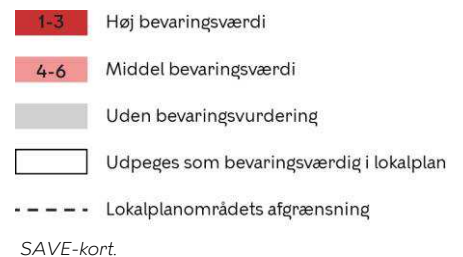 1-3 Høj bevaringsværdi
4-6 Middel bevaringsværdi
Uden bevaringsvurdering
Udpeges som bevaringsværdig i lokalplan
Lokalplanområdets afgrænsning
SAVE-kort.